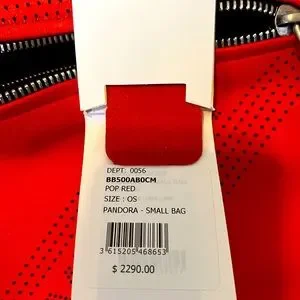 DEPT: 0056
BB500AB0CM
POP RED
SIZE : OS
PANDORA - SMALL BAG
3 615205 468653
$ 2290.00